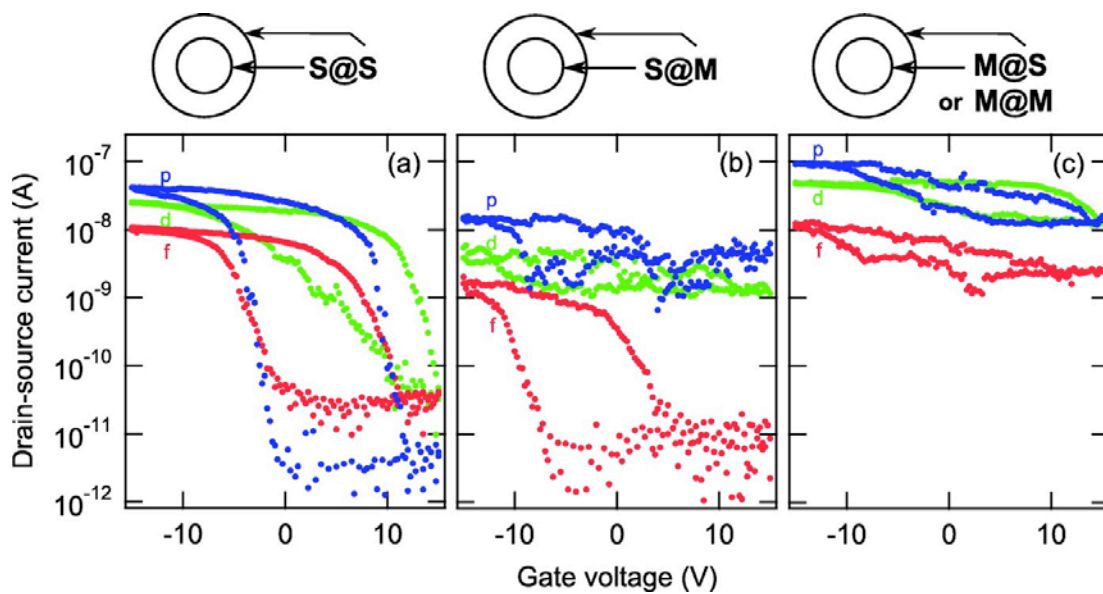 S@S
S@M
M@S
or M@M
(a)
(b)
(c)
p
d
f
p
d
f
p
d
f
Drain-source current (A)
10⁻⁷
10⁻⁸
10⁻⁹
10⁻¹⁰
10⁻¹¹
10⁻¹²
-10 0 10 -10 0 10 -10 0 10
Gate voltage (V)